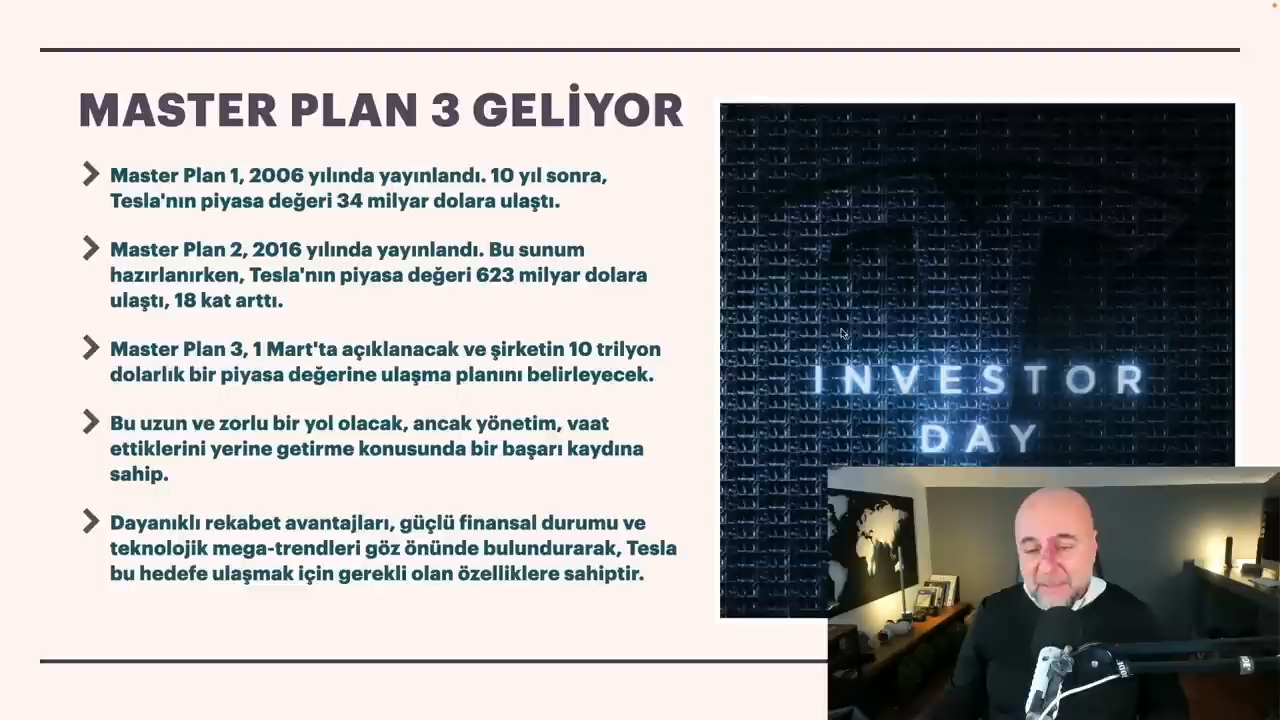 MASTER PLAN 3 GELİYOR
Master Plan 1, 2006 yılında yayınlandı. 10 yıl sonra,
Tesla'nın piyasa değeri 34 milyar dolara ulaştı.
Master Plan 2, 2016 yılında yayınlandı. Bu sunum
hazırlanırken, Tesla'nın piyasa değeri 623 milyar dolara
ulaştı, 18 kat arttı.
Master Plan 3, 1 Mart'ta açıklanacak ve şirketin 10 trilyon
dolarlık bir piyasa değerine ulaşma planını belirleyecek.
Bu uzun ve zorlu bir yol olacak, ancak yönetim, vaat
ettiklerini yerine getirme konusunda bir başarı kaydına
sahip.
Dayanıklı rekabet avantajları, güçlü finansal durumu ve
teknolojik mega-trendleri göz önünde bulundurarak, Tesla
bu hedefe ulaşmak için gerekli olan özelliklere sahiptir.
INVESTOR
DAY